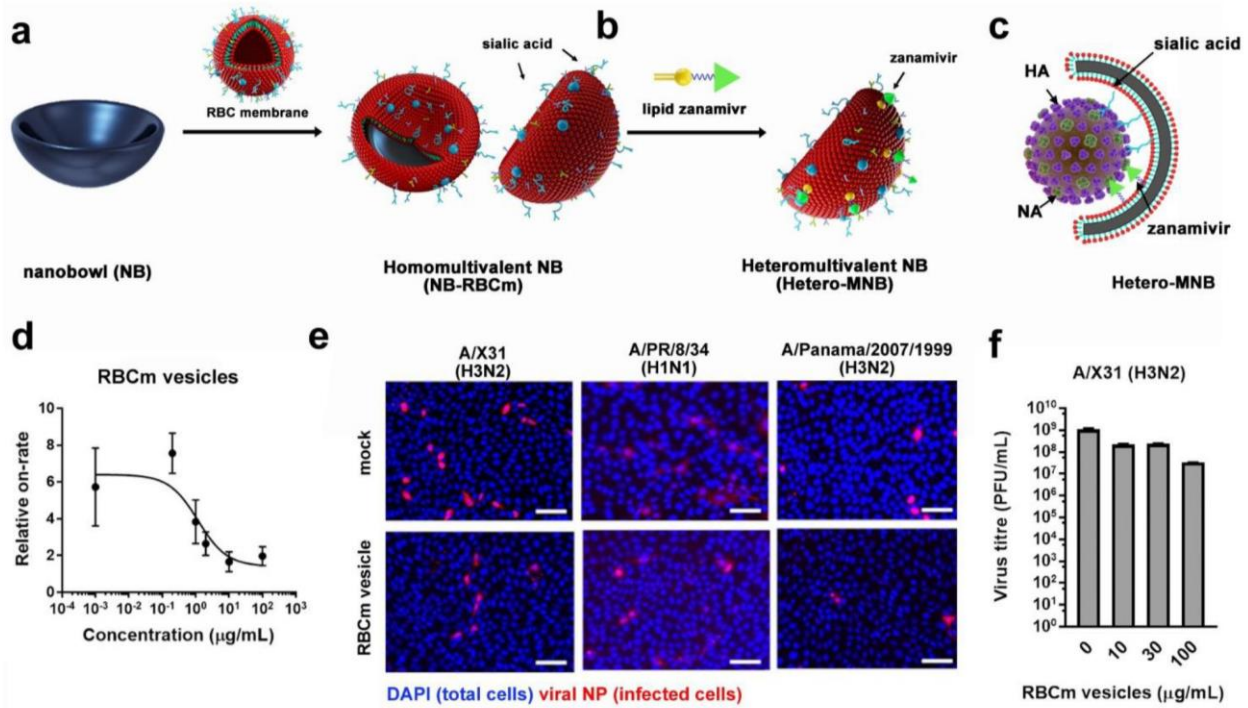 a
RBC membrane
nanobowl (NB)
sialic acid
Homomultivalent NB
(NB-RBCm)
b
lipid zanamivr
zanamivir
Heteromultivalent NB
(Hetero-MNB)
c
sialic acid
HA
NA
zanamivir
Hetero-MNB
d
RBCm vesicles
Relative on-rate
10
8
6
4
2
0
10⁻⁴ 10⁻³ 10⁻² 10⁻¹ 10⁰ 10¹ 10² 10³
Concentration (μg/mL)
e
A/X31
(H3N2)
A/PR/8/34
(H1N1)
A/Panama/2007/1999
(H3N2)
mock
RBCm vesicle
DAPI (total cells) viral NP (infected cells)
f
A/X31 (H3N2)
Virus titre (PFU/mL)
10¹⁰
10⁹
10⁸
10⁷
10⁶
10⁵
10⁴
10³
10²
10¹
10⁰
0 10 30 100
RBCm vesicles (μg/mL)